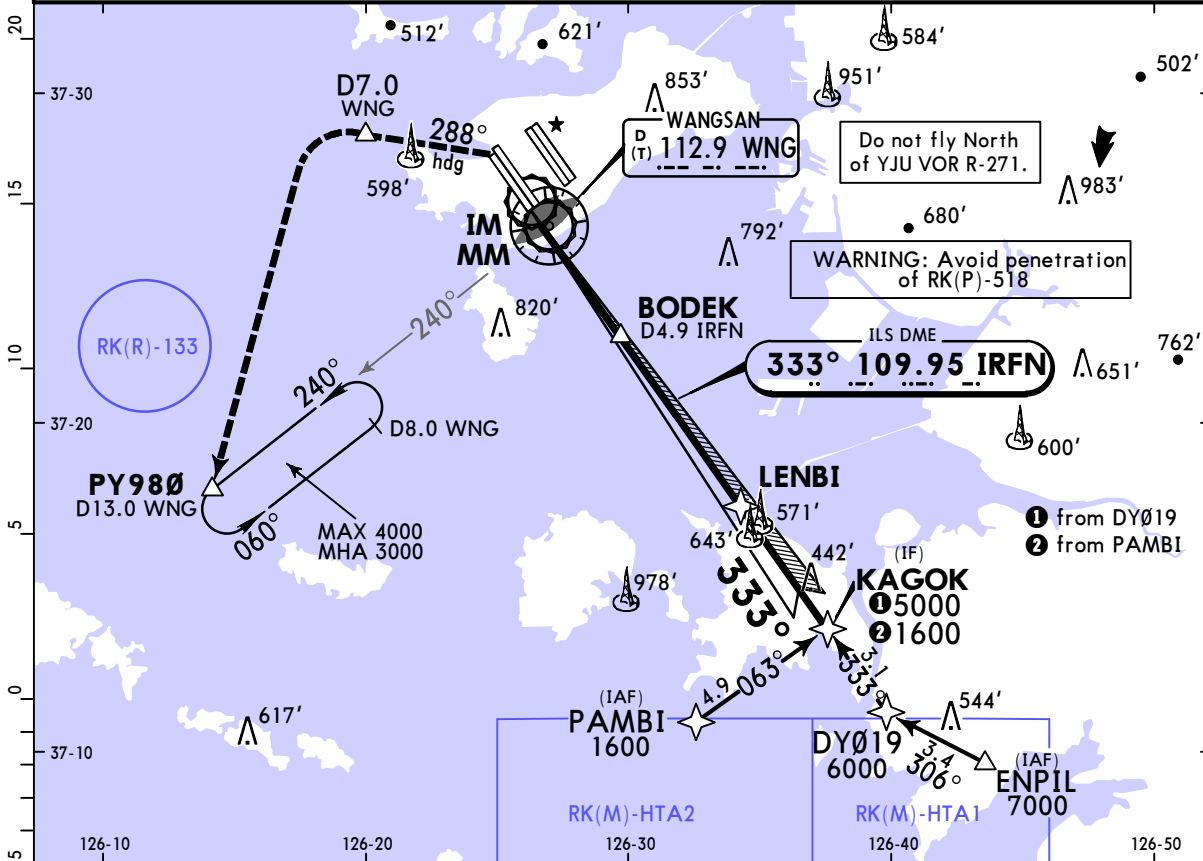 20
512'
621'
584'
502'
951'
853'
37-30
D7.0
WNG
288°
hdg
598'
WANGSAN
D
(T)
112.9 WNG
Do not fly North
of YJU VOR R-271.
983'
15
IM
MM
792'
680'
WARNING: Avoid penetration
of RK(P)-518
820'
240°
BODEK
D4.9 IRFN
ILS DME
333° 109.95 IRFN
762'
651'
RK(R)-133
10
240°
37-20
D8.0 WNG
600'
PY98Ø
D13.0 WNG
060°
MAX 4000
MHA 3000
LENBI
571'
643'
5
❶ from DYØ19
❷ from PAMBI
442'
333°
(IF)
KAGOK
❶ 5000
❷ 1600
978'
4.9
063°
3.1
333°
0
617'
(IAF)
PAMBI
1600
544'
DYØ19
6000
3.4
306°
(IAF)
ENPIL
7000
37-10
RK(M)-HTA2
RK(M)-HTA1
5
126-10
126-20
126-30
126-40
126-50